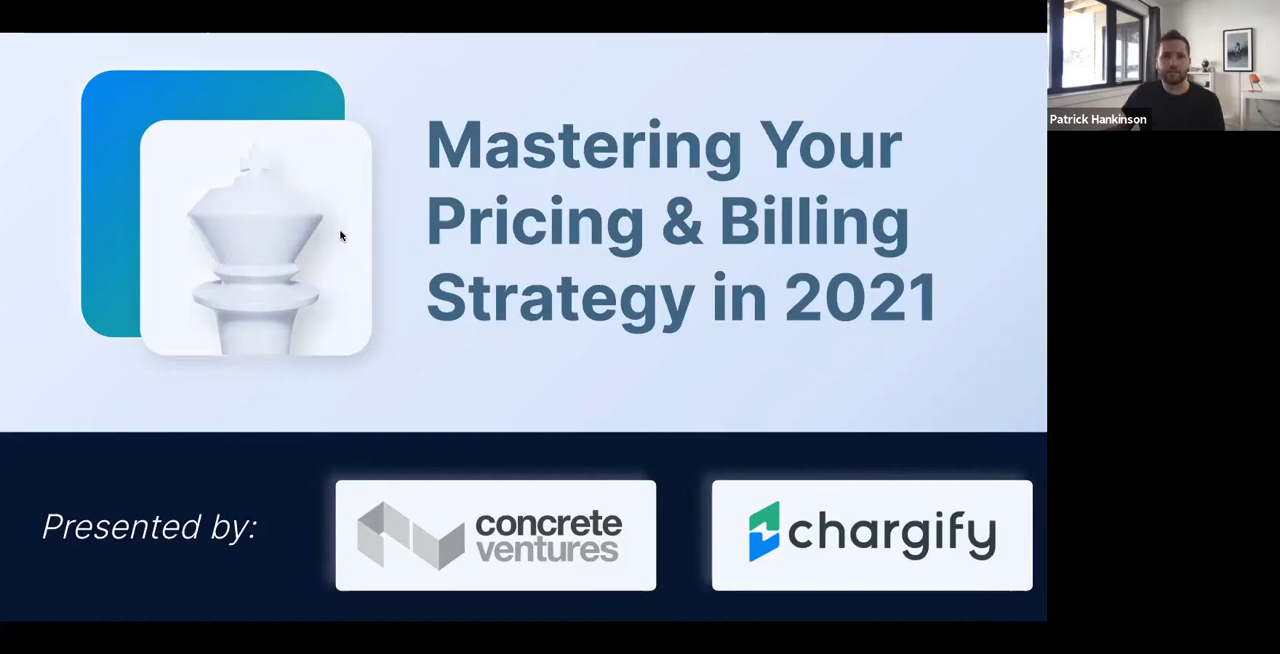 Mastering Your
Pricing & Billing
Strategy in 2021
Presented by:
concrete
ventures
chargify
Patrick Hankinson